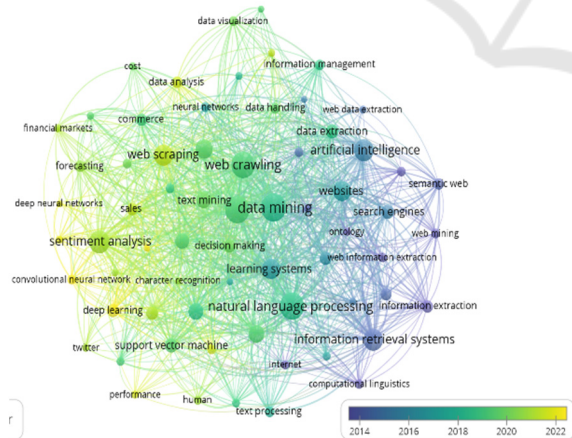 data visualization
cost
information management
data analysis
neural networks
data handling
web data extraction
financial markets
commerce
data extraction
web scraping
artificial intelligence
forecasting
web crawling
semantic web
deep neural networks
sales
text mining
data mining
websites
search engines
sentiment analysis
decision making
ontology
web mining
learning systems
web information extraction
convolutional neural network
character recognition
deep learning
natural language processing
information extraction
twitter
support vector machine
information retrieval systems
internet
computational linguistics
performance
human
text processing
r
2014 2016 2018 2020 2022